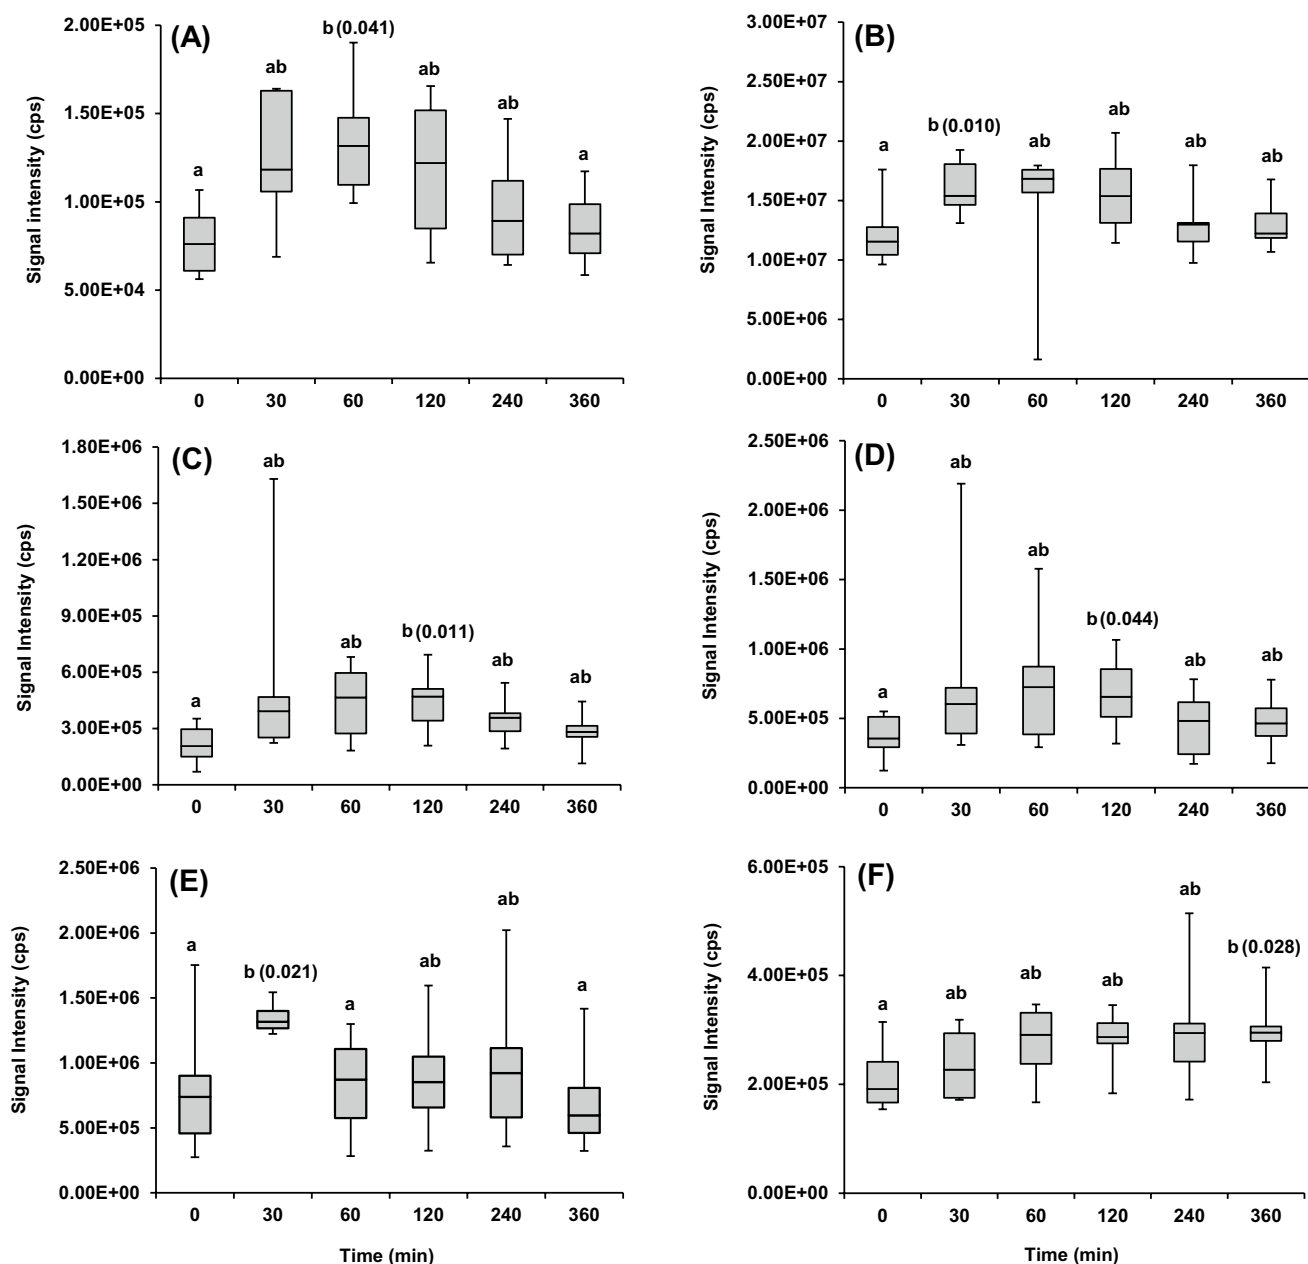 (A)
Signal intensity (cps)
2.00E+05
1.50E+05
1.00E+05
5.00E+04
0.00E+00
a
ab
b (0.041)
ab
ab
a
0 30 60 120 240 360
(B)
Signal Intensity (cps)
3.00E+07
2.50E+07
2.00E+07
1.50E+07
1.00E+07
5.00E+06
0.00E+00
a
b (0.010)
ab
ab
ab
ab
0 30 60 120 240 360
(C)
Signal Intensity (cps)
1.80E+06
1.50E+06
1.20E+06
9.00E+05
6.00E+05
3.00E+05
0.00E+00
a
ab
ab
b (0.011)
ab
ab
0 30 60 120 240 360
(D)
Signal Intensity (cps)
2.50E+06
2.00E+06
1.50E+06
1.00E+06
5.00E+05
0.00E+00
a
ab
ab
b (0.044)
ab
ab
0 30 60 120 240 360
(E)
Signal Intensity (cps)
2.50E+06
2.00E+06
1.50E+06
1.00E+06
5.00E+05
0.00E+00
a
b (0.021)
a
ab
ab
a
0 30 60 120 240 360
Time (min)
(F)
Signal Intensity (cps)
6.00E+05
4.00E+05
2.00E+05
0.00E+00
a
ab
ab
ab
ab
b (0.028)
0 30 60 120 240 360
Time (min)